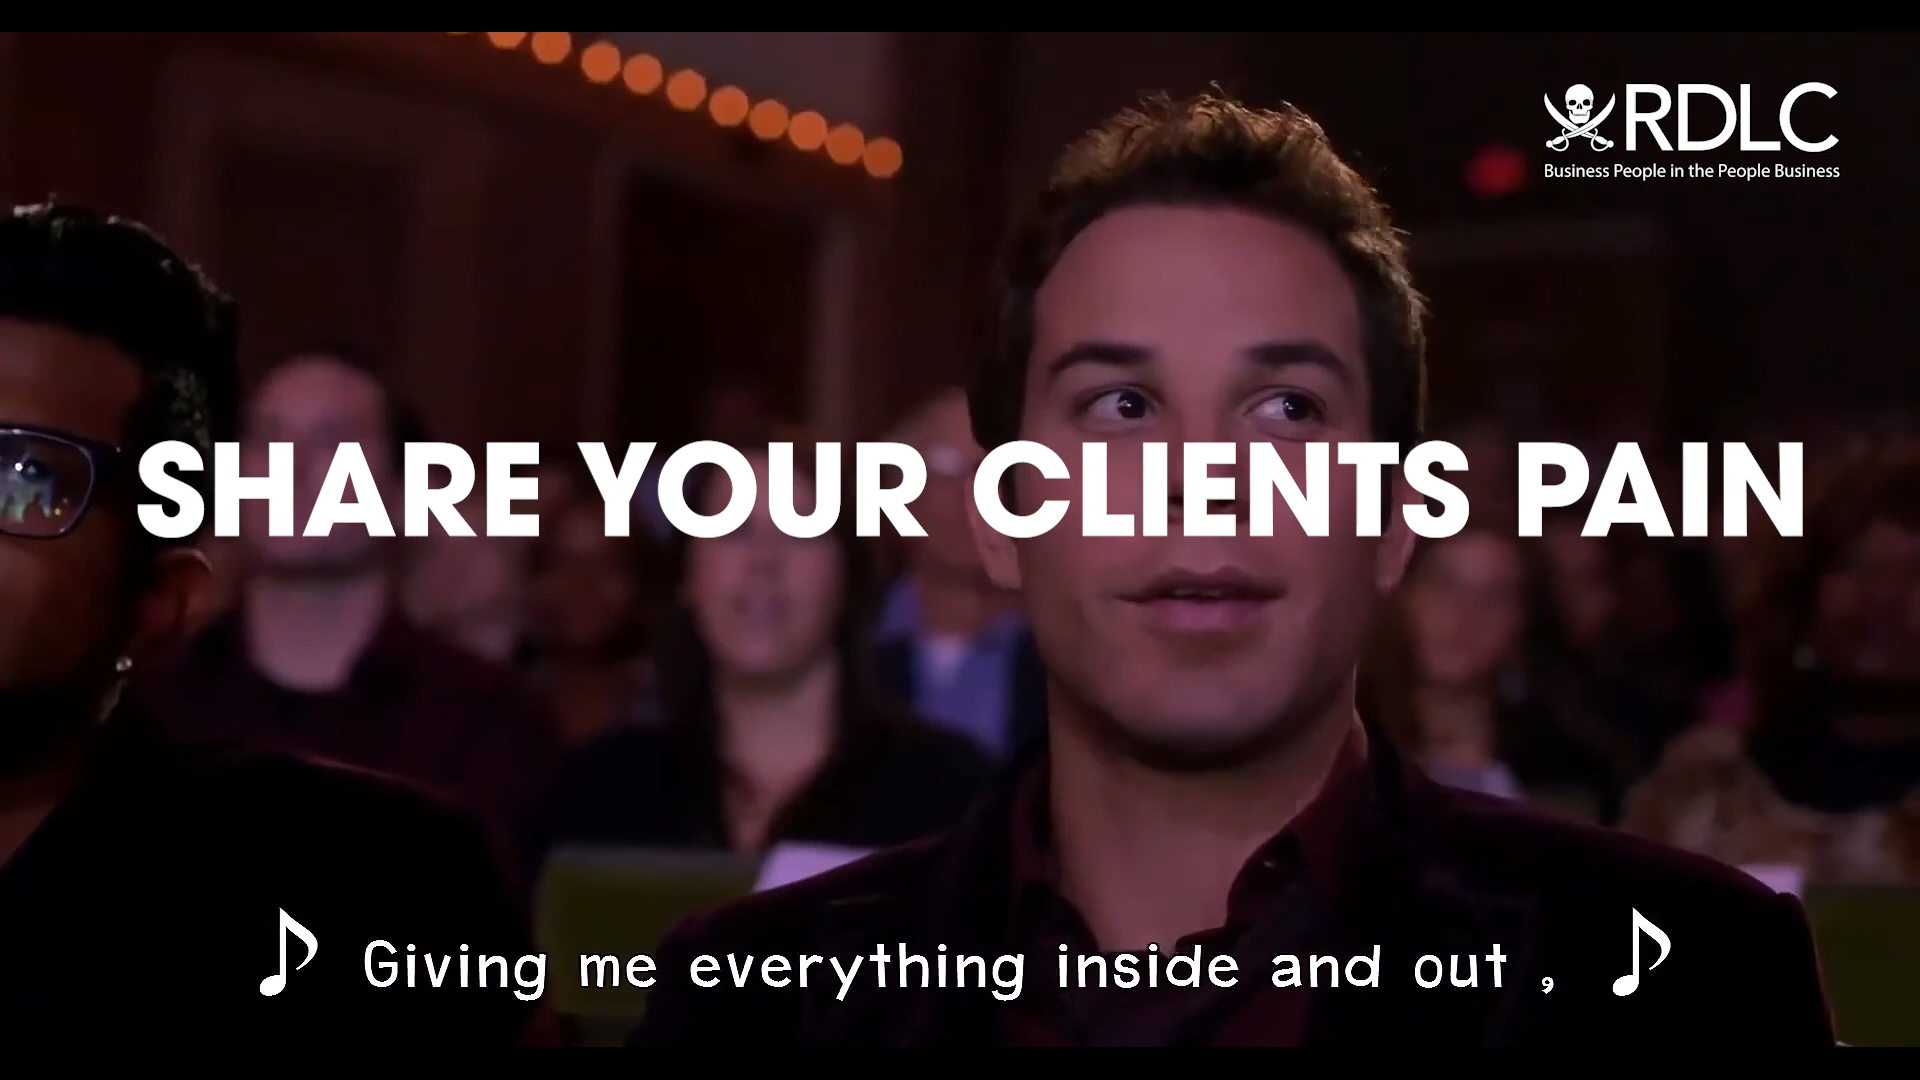 RDLC
Business People in the People Business
SHARE YOUR CLIENTS PAIN
♪ Giving me everything inside and out , ♪